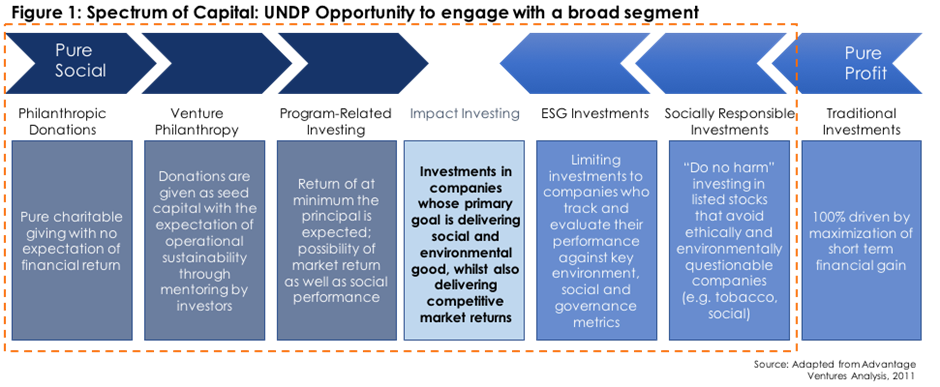 Figure 1: Spectrum of Capital: UNDP Opportunity to engage with a broad segment
Pure
Social
Pure
Profit
Philanthropic
Donations
Venture
Philanthropy
Program-Related
Investing
Impact Investing
ESG Investments
Socially Responsible
Investments
Traditional
Investments
Pure charitable
giving with no
expectation of
financial return
Donations are
given as seed
capital with the
expectation of
operational
sustainability
through
mentoring by
investors
Return of at
minimum the
principal is
expected;
possibility of
market return
as well as social
performance
Investments in
companies
whose primary
goal is delivering
social and
environmental
good, whilst also
delivering
competitive
market returns
Limiting
investments to
companies who
track and
evaluate their
performance
against key
environment,
social and
governance
metrics
"Do no harm"
investing in
listed stocks
that avoid
ethically and
environmentally
questionable
companies
(e.g. tobacco,
social)
100% driven by
maximization of
short term
financial gain
Source: Adapted from Advantage
Ventures Analysis, 2011